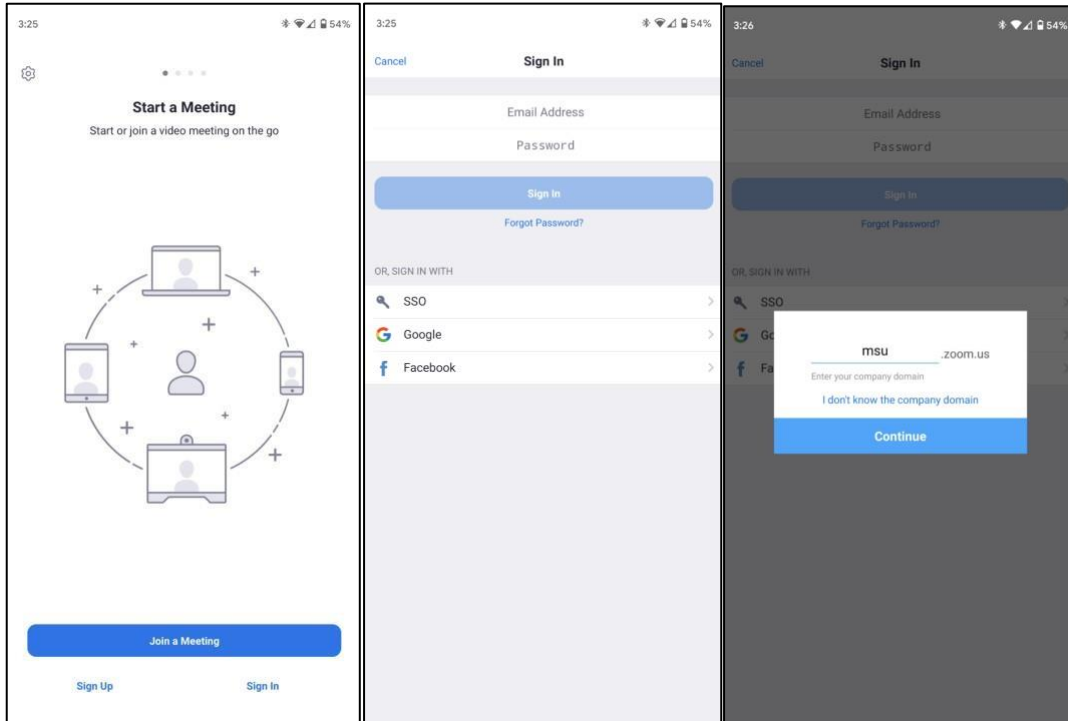 3:25
54%
Start a Meeting
Start or join a video meeting on the go
Join a Meeting
Sign Up Sign In
3:25
54%
Cancel Sign In
Email Address
Password
Sign In
Forgot Password?
OR, SIGN IN WITH
SSO
Google
Facebook
3:26
54%
Cancel Sign In
Email Address
Password
Sign In
Forgot Password?
OR, SIGN IN WITH
SSO
Go
Fa
msu .zoom.us
Enter your company domain
I don't know the company domain
Continue